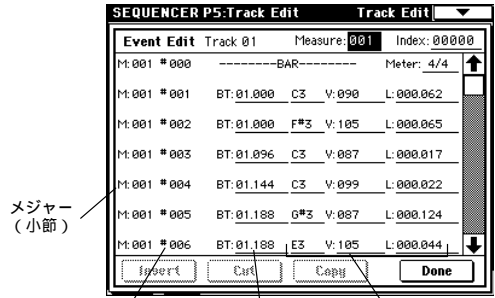 SEQUENCER P5:Track Edit Track Edit
Event Edit Track 01 Measure:001 Index:00000
M:001 #000 --------BAR-------- Meter: 4/4
M:001 #001 BT:01.000 C3 V:090 L:000.062
M:001 #002 BT:01.000 F#3 V:105 L:000.065
M:001 #003 BT:01.096 C3 V:087 L:000.017
M:001 #004 BT:01.144 C3 V:099 L:000.022
メジャー
（小節）
M:001 #005 BT:01.188 G#3 V:087 L:000.124
M:001 #006 BT:01.188 E3 V:105 L:000.044
Insert Cut Copy Done